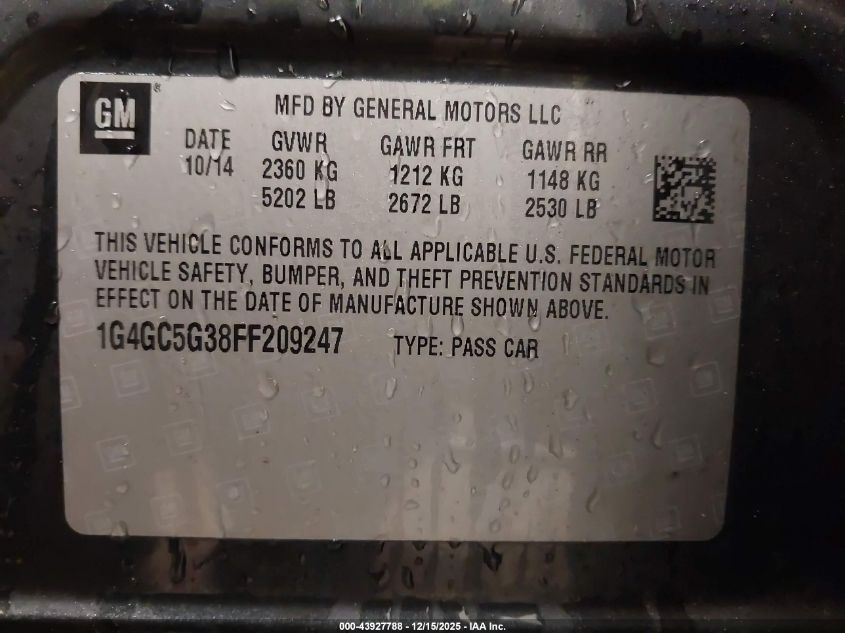 GM®
MFD BY GENERAL MOTORS LLC
DATE GVWR GAWR FRT GAWR RR
10/14 2360 KG 1212 KG 1148 KG
5202 LB 2672 LB 2530 LB
THIS VEHICLE CONFORMS TO ALL APPLICABLE U.S. FEDERAL MOTOR
VEHICLE SAFETY, BUMPER, AND THEFT PREVENTION STANDARDS IN
EFFECT ON THE DATE OF MANUFACTURE SHOWN ABOVE.
1G4GC5G38FF209247 TYPE: PASS CAR
000-43927788 - 12/15/2025 - IAA Inc.